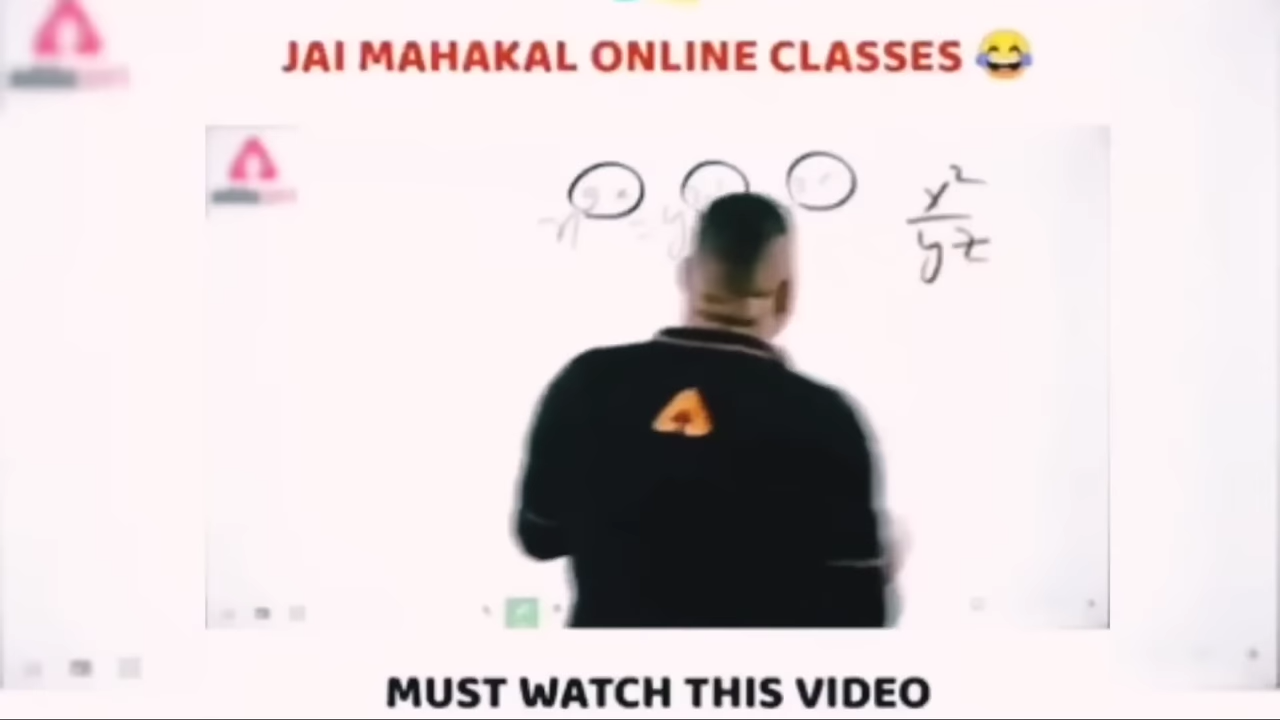 JAI MAHAKAL ONLINE CLASSES 😂
x²
yz
MUST WATCH THIS VIDEO